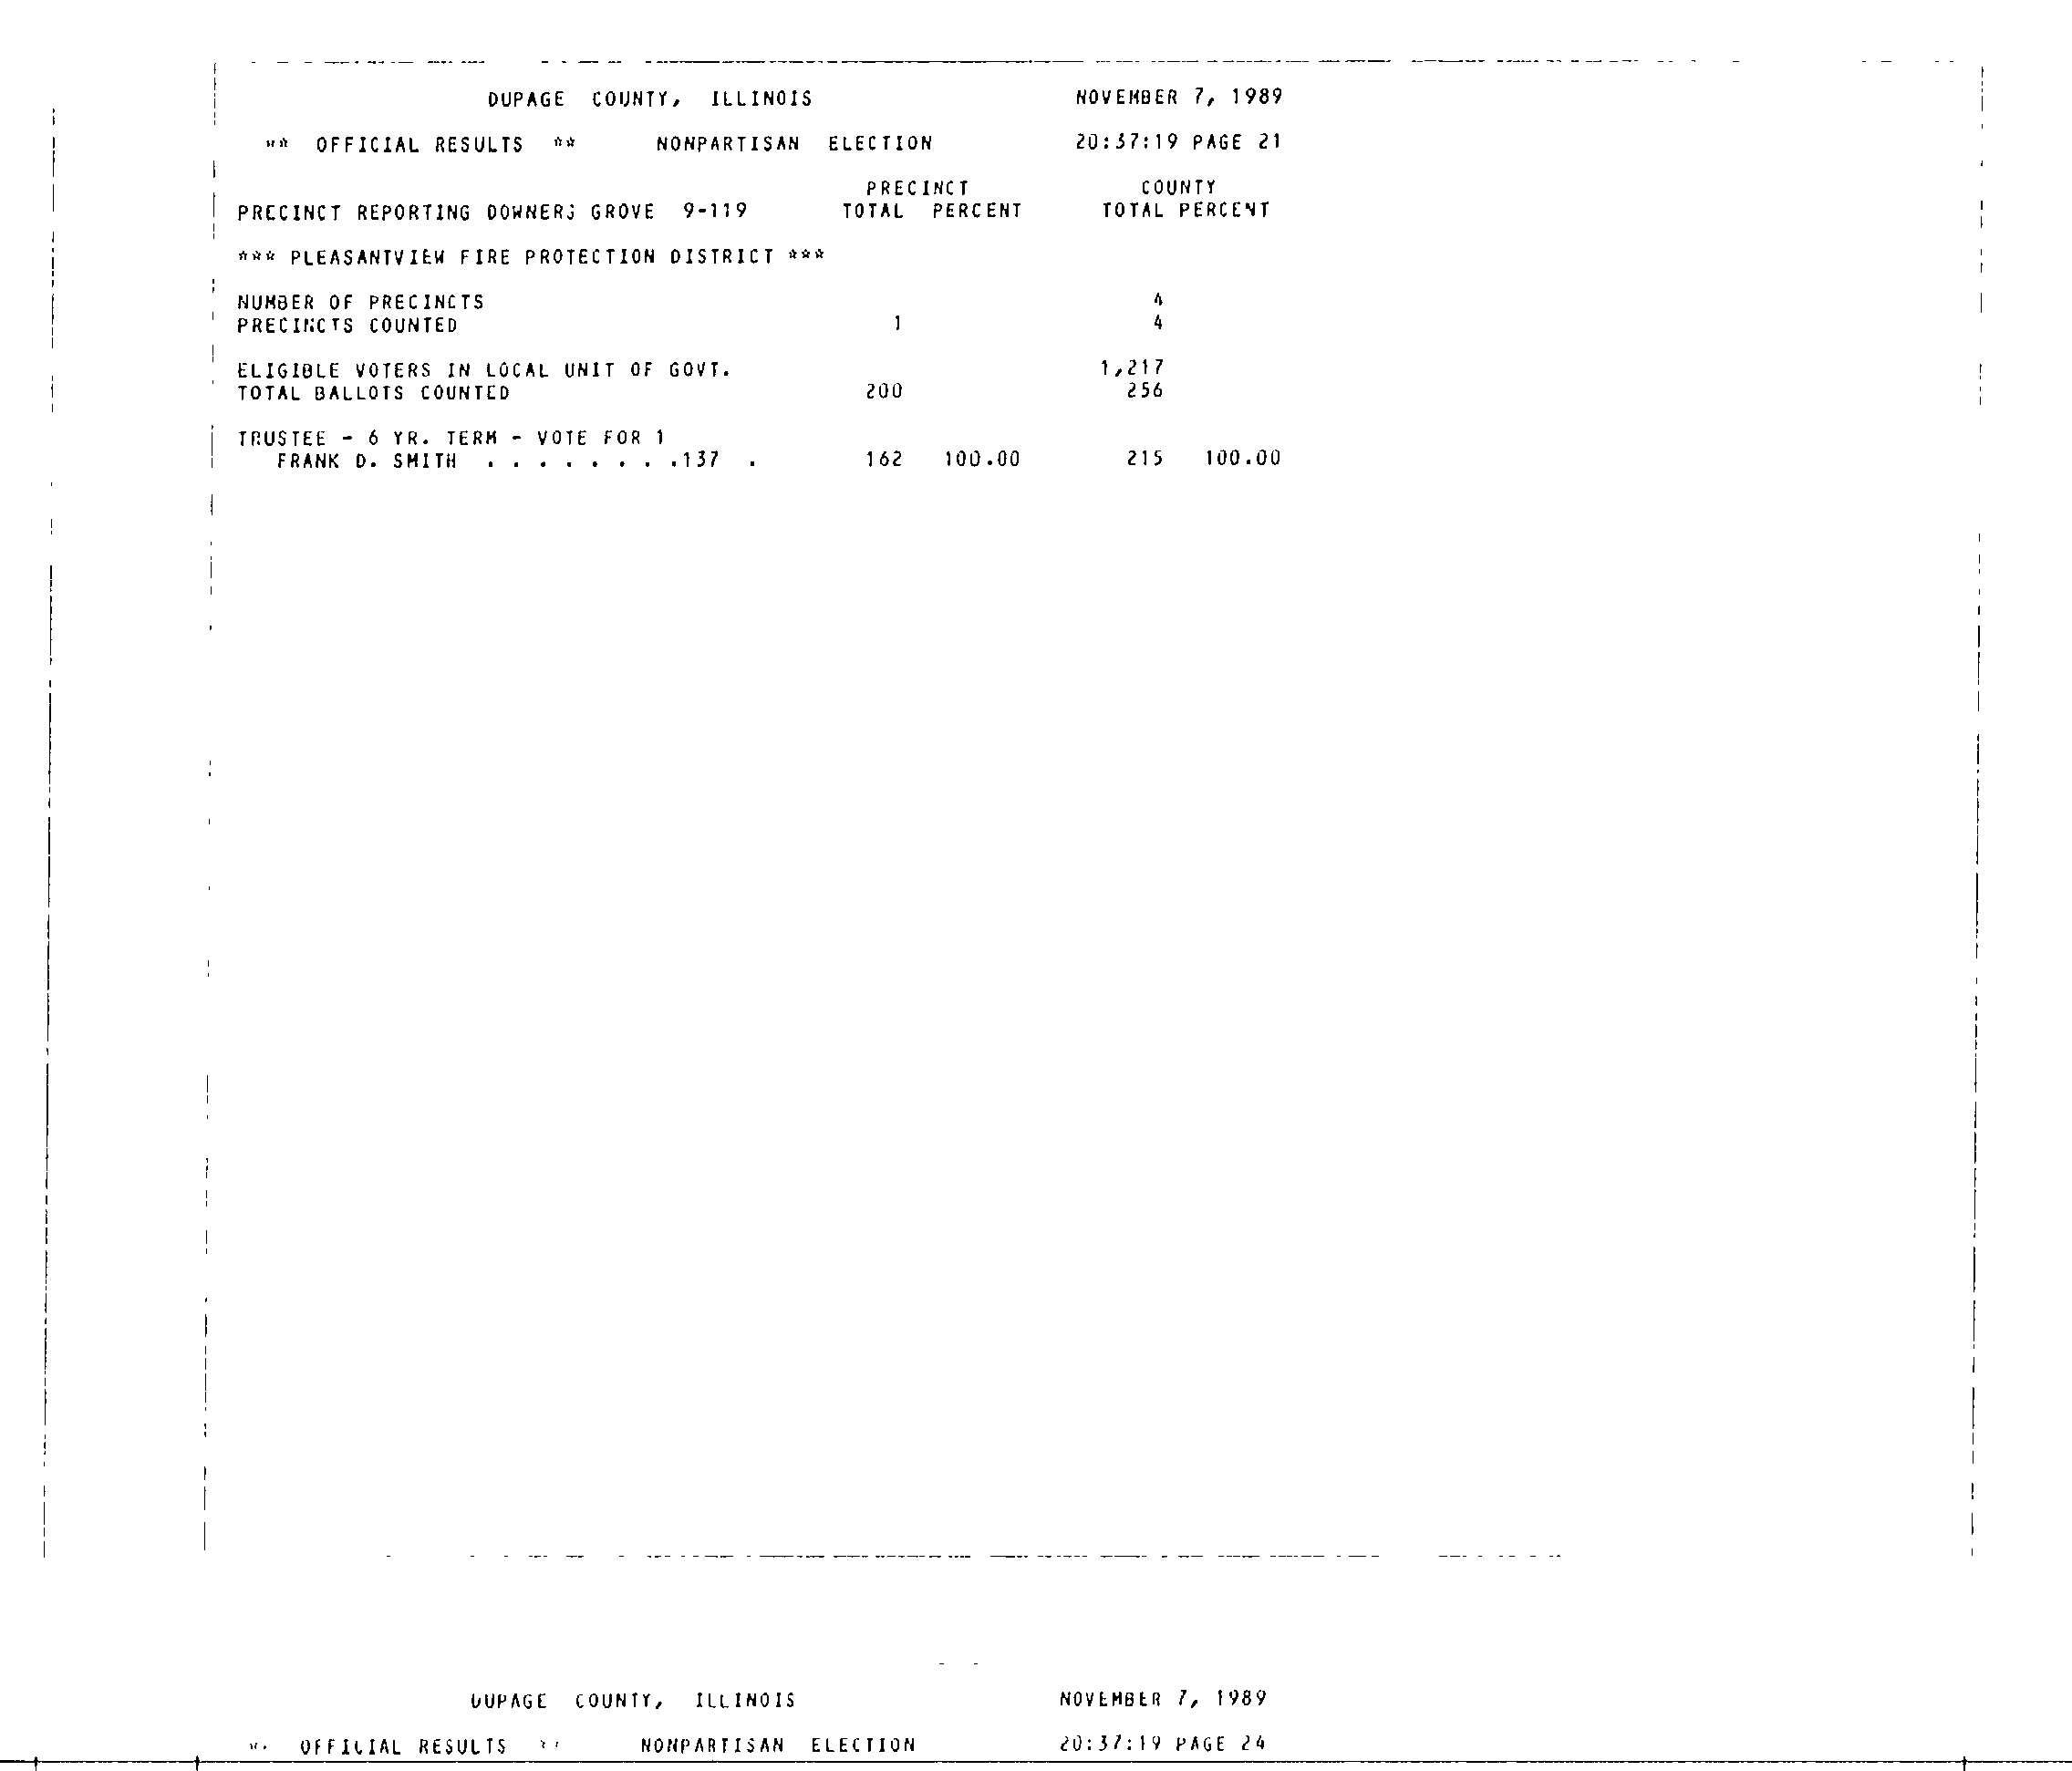 DUPAGE COUNTY, ILLINOIS NOVEMBER 7, 1989
** OFFICIAL RESULTS ** NONPARTISAN ELECTION 20:37:19 PAGE 21
PRECINCT COUNTY
PRECINCT REPORTING DOWNERS GROVE 9-119 TOTAL PERCENT TOTAL PERCENT
*** PLEASANTVIEW FIRE PROTECTION DISTRICT ***
NUMBER OF PRECINCTS 4
PRECINCTS COUNTED 1 4
ELIGIBLE VOTERS IN LOCAL UNIT OF GOVT. 1,217
TOTAL BALLOTS COUNTED 200 256
TRUSTEE - 6 YR. TERM - VOTE FOR 1
FRANK D. SMITH . . . . . . . .137 . 162 100.00 215 100.00
DUPAGE COUNTY, ILLINOIS NOVEMBER 7, 1989
** OFFICIAL RESULTS ** NONPARTISAN ELECTION 20:37:19 PAGE 24